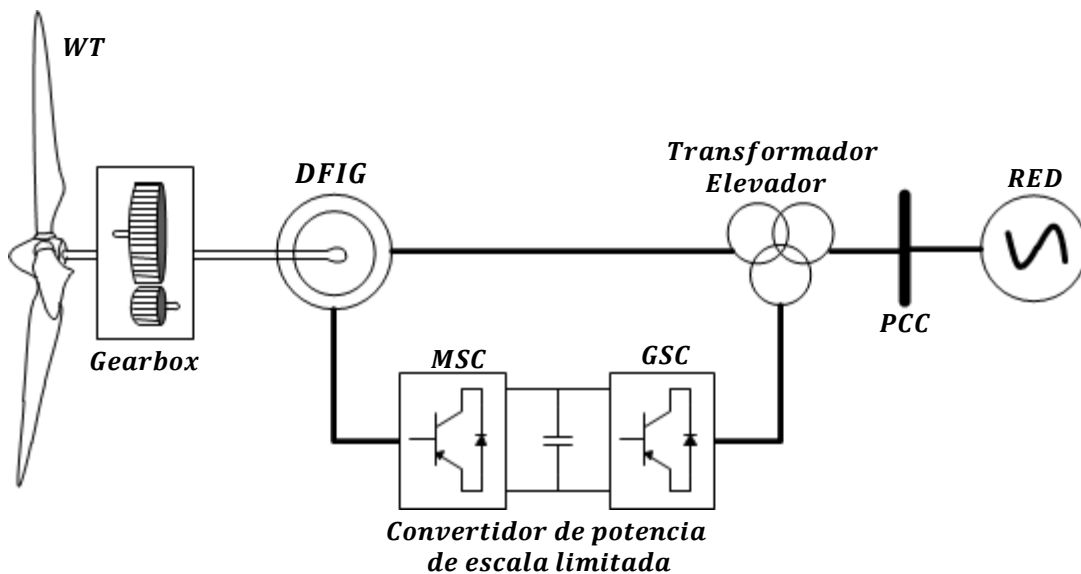 WT
DFIG
Transformador
Elevador
RED
Gearbox
MSC
GSC
PCC
Convertidor de potencia
de escala limitada